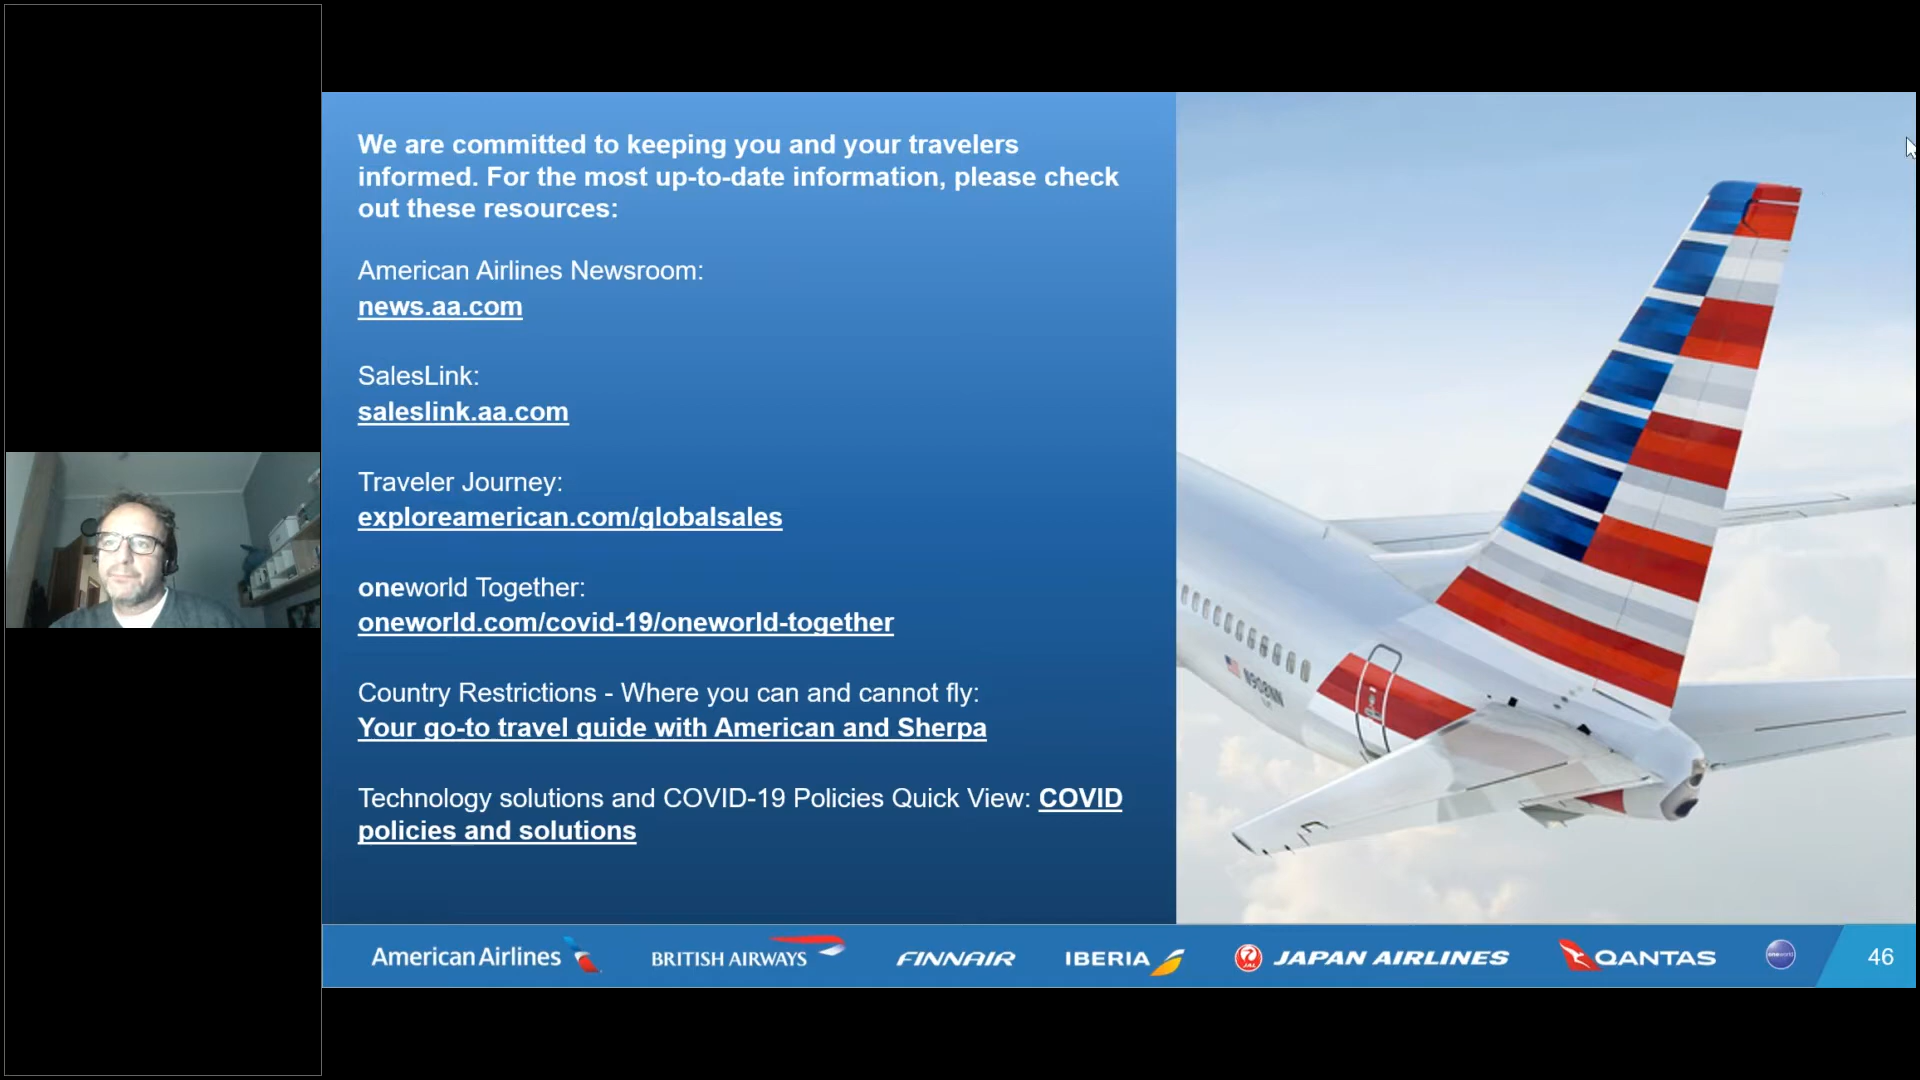 We are committed to keeping you and your travelers
informed. For the most up-to-date information, please check
out these resources:
American Airlines Newsroom:
news.aa.com
SalesLink:
saleslink.aa.com
Traveler Journey:
exploreamerican.com/globalsales
oneworld Together:
oneworld.com/covid-19/oneworld-together
Country Restrictions - Where you can and cannot fly:
Your go-to travel guide with American and Sherpa
Technology solutions and COVID-19 Policies Quick View: COVID
policies and solutions
N908NN
American Airlines
BRITISH AIRWAYS
FINNAIR
IBERIA
JAL
JAPAN AIRLINES
QANTAS
oneworld
46